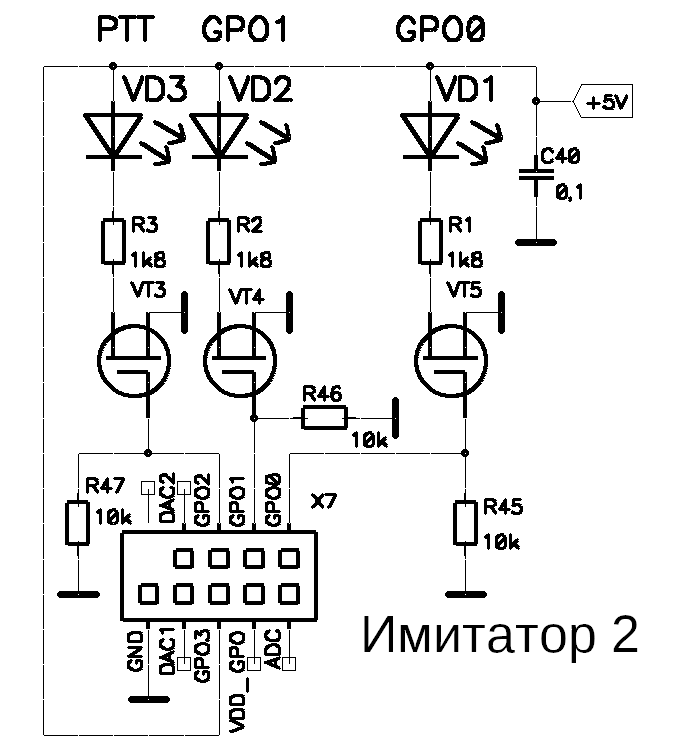 PTT GPO1 GPO0
VD3 VD2 VD1
+5V
C40
0,1
R3 R2 R1
1k8 1k8 1k8
VT3 VT4 VT5
R46
10k
R47
10k
DAC2
GPO2
GPO1
GPO0
X7
R45
10k
GND
DAC1
GPO3
VDD_GPO
ADC
Имитатор 2